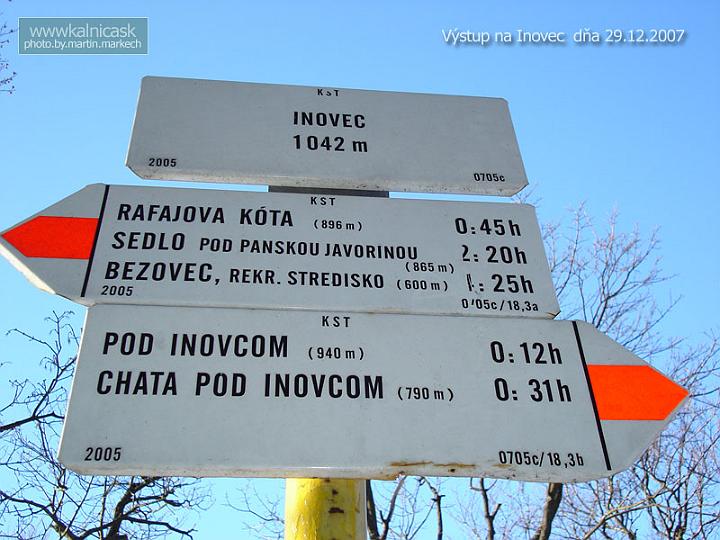 wwwkalnicask
photo.by.martin.markech
Výstup na Inovec dňa 29.12.2007
KST
INOVEC
1042 m
2005 0705c
KST
RAFAJOVA KÓTA (896 m) 0:45h
SEDLO POD PANSKOU JAVORINOU (865 m) 2:20h
BEZOVEC, REKR. STREDISKO (600 m) :25h
2005 0705c/18,3a
KST
POD INOVCOM (940 m) 0:12h
CHATA POD INOVCOM (790 m) 0:31h
2005 0705c/18,3b